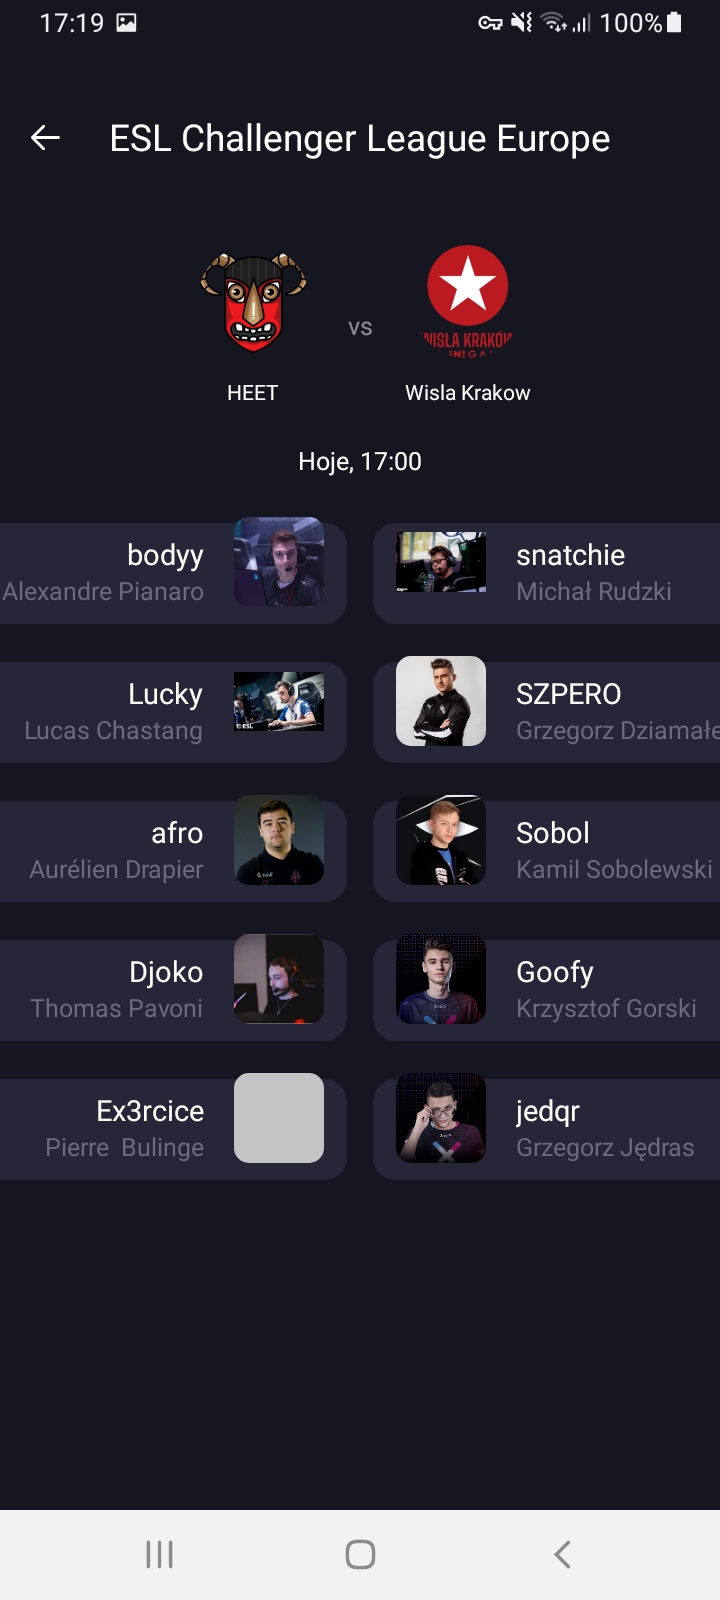 17:19 100%
ESL Challenger League Europe
vs
HEET Wisla Krakow
Hoje, 17:00
bodyy snatchie
Alexandre Pianaro Michał Rudzki
Lucky SZPERO
Lucas Chastang Grzegorz Dziamałe
afro Sobol
Aurélien Drapier Kamil Sobolewski
Djoko Goofy
Thomas Pavoni Krzysztof Gorski
Ex3rcice jedqr
Pierre  Bulinge Grzegorz Jędras